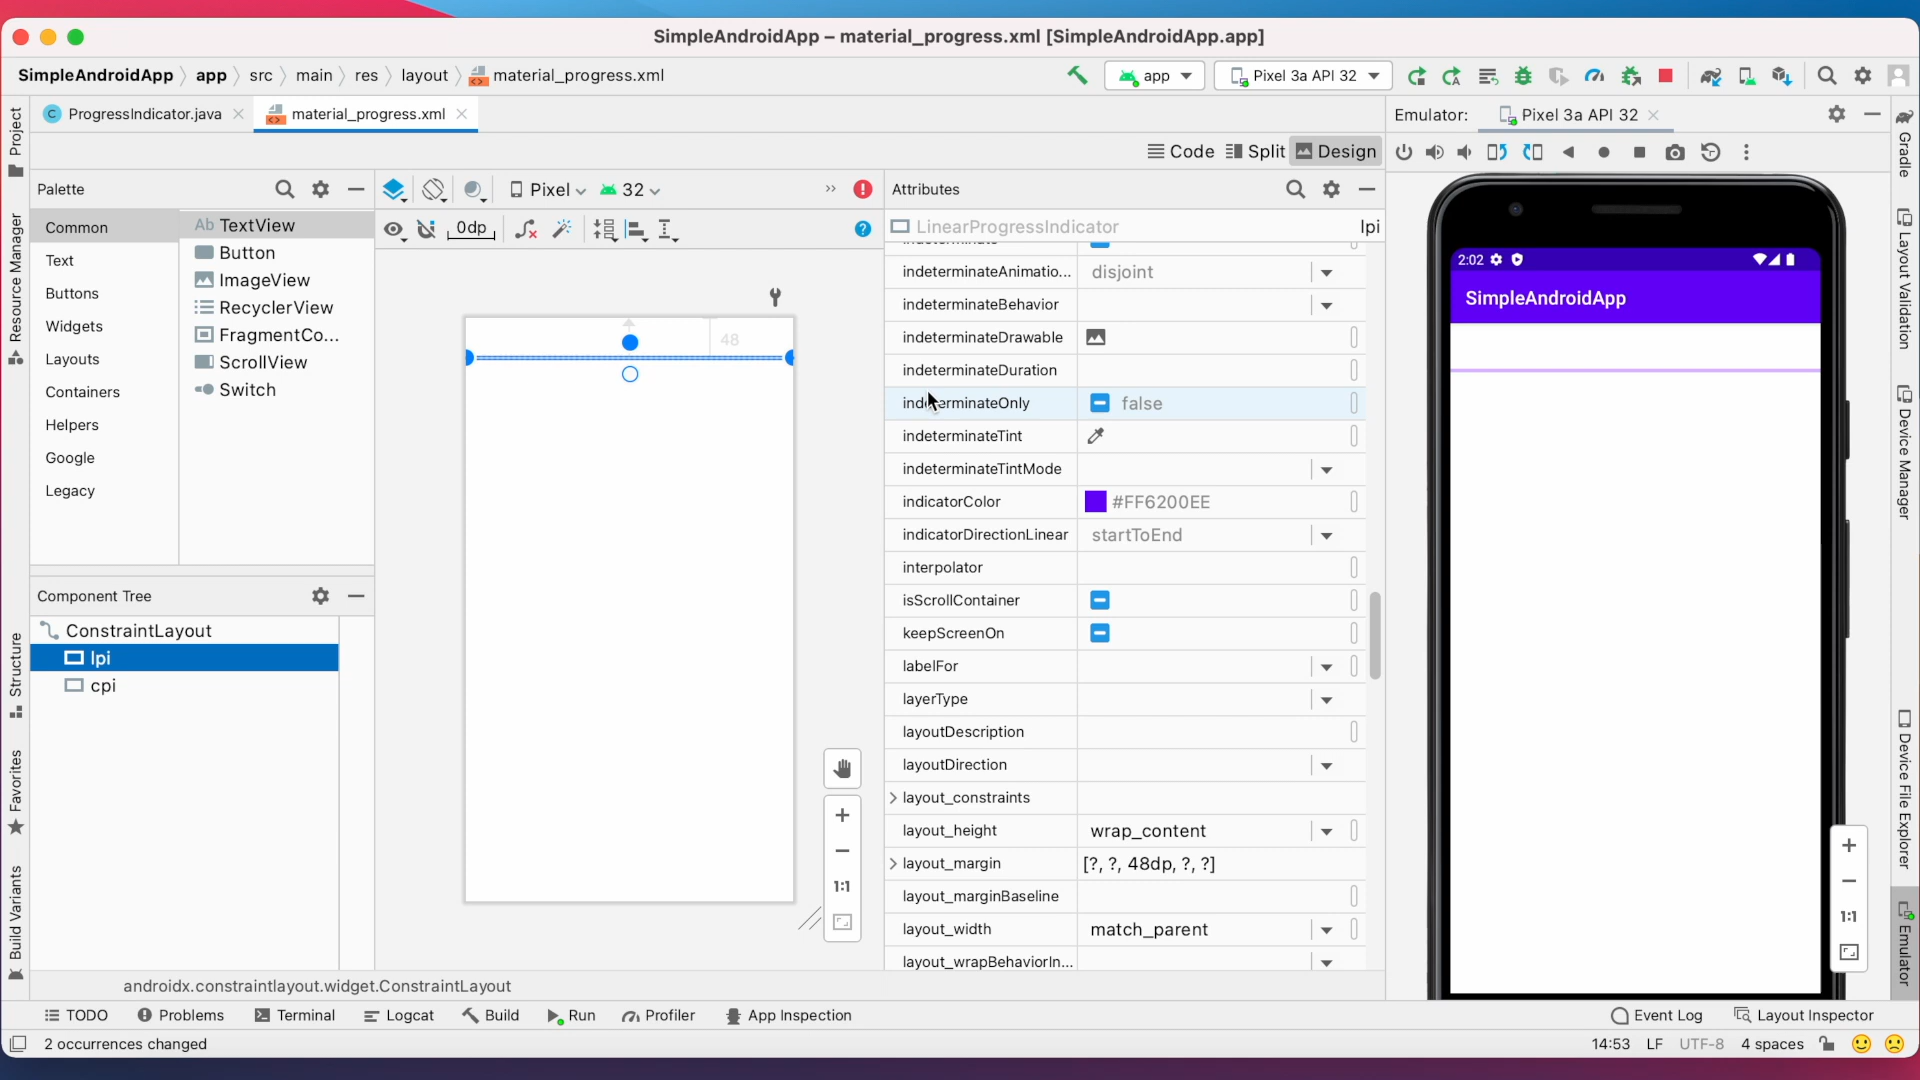 SimpleAndroidApp – material_progress.xml [SimpleAndroidApp.app]
SimpleAndroidApp app src main res layout material_progress.xml
app Pixel 3a API 32
ProgressIndicator.java material_progress.xml
Emulator: Pixel 3a API 32
Code Split Design
Palette
Pixel 32
Attributes
Common
Text
Buttons
Widgets
Layouts
Containers
Helpers
Google
Legacy
Ab TextView
Button
ImageView
RecyclerView
FragmentCo...
ScrollView
Switch
0dp
48
LinearProgressIndicator lpi
indeterminateAnimatio... disjoint
indeterminateBehavior
indeterminateDrawable
indeterminateDuration
indeterminateOnly false
indeterminateTint
indeterminateTintMode
indicatorColor #FF6200EE
indicatorDirectionLinear startToEnd
interpolator
isScrollContainer
keepScreenOn
labelFor
layerType
layoutDescription
layoutDirection
layout_constraints
layout_height wrap_content
layout_margin [?, ?, 48dp, ?, ?]
layout_marginBaseline
layout_width match_parent
layout_wrapBehaviorIn...
2:02
SimpleAndroidApp
Component Tree
ConstraintLayout
lpi
cpi
1:1
1:1
androidx.constraintlayout.widget.ConstraintLayout
Project
Resource Manager
Structure
Favorites
Build Variants
Gradle
Layout Validation
Device Manager
Device File Explorer
Emulator
TODO Problems Terminal Logcat Build Run Profiler App Inspection Event Log Layout Inspector
2 occurrences changed 14:53 LF UTF-8 4 spaces